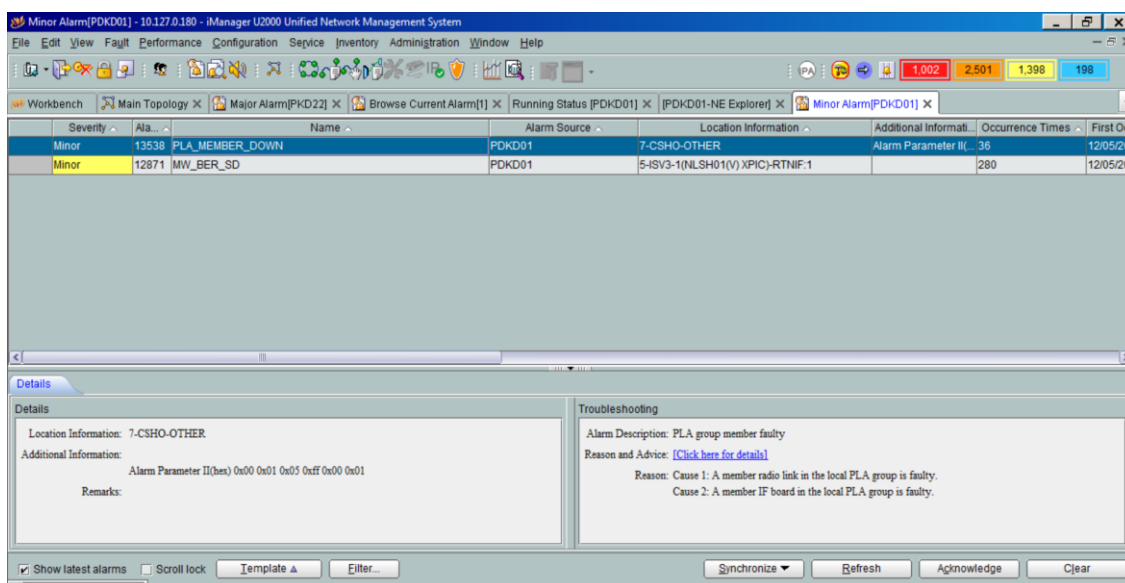 Minor Alarm[PDKD01] - 10.127.0.180 - iManager U2000 Unified Network Management System
File Edit View Fault Performance Configuration Service Inventory Administration Window Help
1,002 2,501 1,398 198
Workbench Main Topology Major Alarm[PKD22] Browse Current Alarm[1] Running Status [PDKD01] [PDKD01-NE Explorer] Minor Alarm[PDKD01]
Severity Ala... Name Alarm Source Location Information Additional Informati... Occurrence Times First O
Minor 13538 PLA_MEMBER_DOWN PDKD01 7-CSHO-OTHER Alarm Parameter II(... 36 12/05/2
Minor 12871 MW_BER_SD PDKD01 5-ISV3-1(NLSH01(V) XPIC)-RTNIF:1 280 12/05/2
Details
Details
Location Information: 7-CSHO-OTHER
Additional Information:
Alarm Parameter II(hex) 0x00 0x01 0x05 0xff 0x00 0x01
Remarks:
Troubleshooting
Alarm Description: PLA group member faulty
Reason and Advice: [Click here for details]
Reason: Cause 1: A member radio link in the local PLA group is faulty.
Cause 2: A member IF board in the local PLA group is faulty.
Show latest alarms Scroll lock Template Filter... Synchronize Refresh Acknowledge Clear